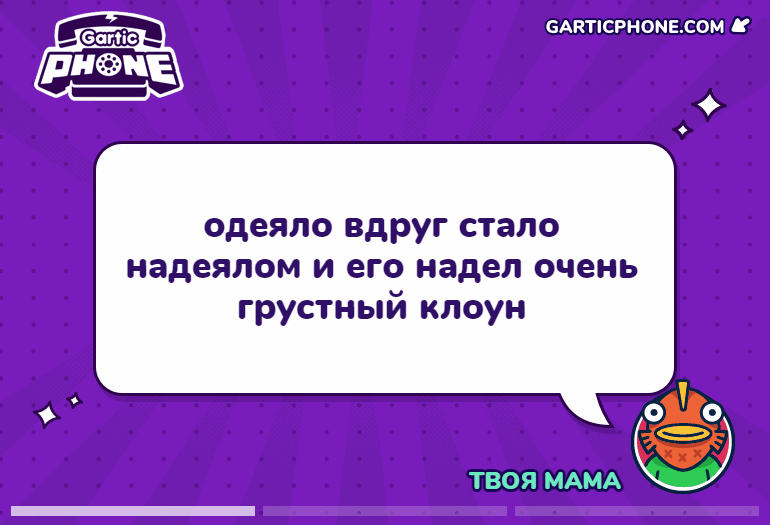 Gartic
PHONE
GARTICPHONE.COM
одеяло вдруг стало
надеялом и его надел очень
грустный клоун
ТВОЯ МАМА